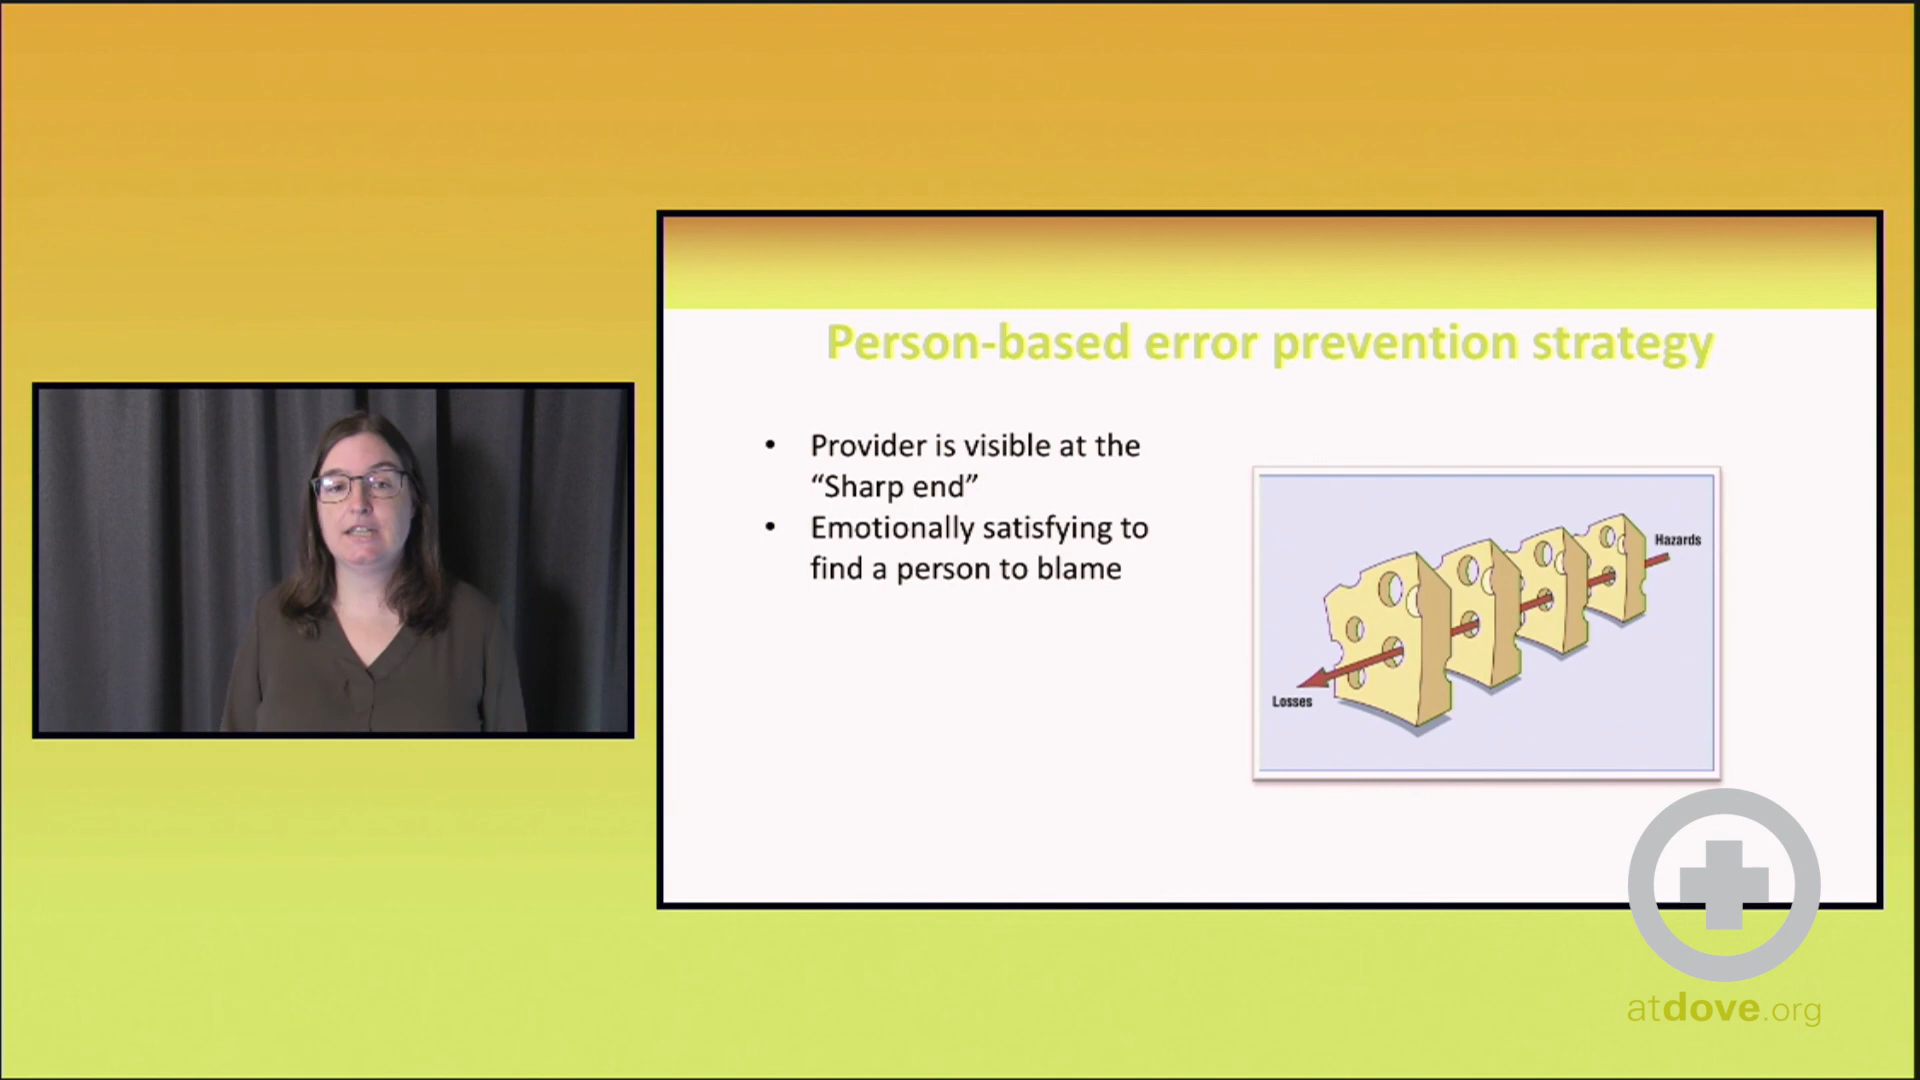 Person-based error prevention strategy
• Provider is visible at the
“Sharp end”
• Emotionally satisfying to
find a person to blame
Hazards
Losses
atdove.org